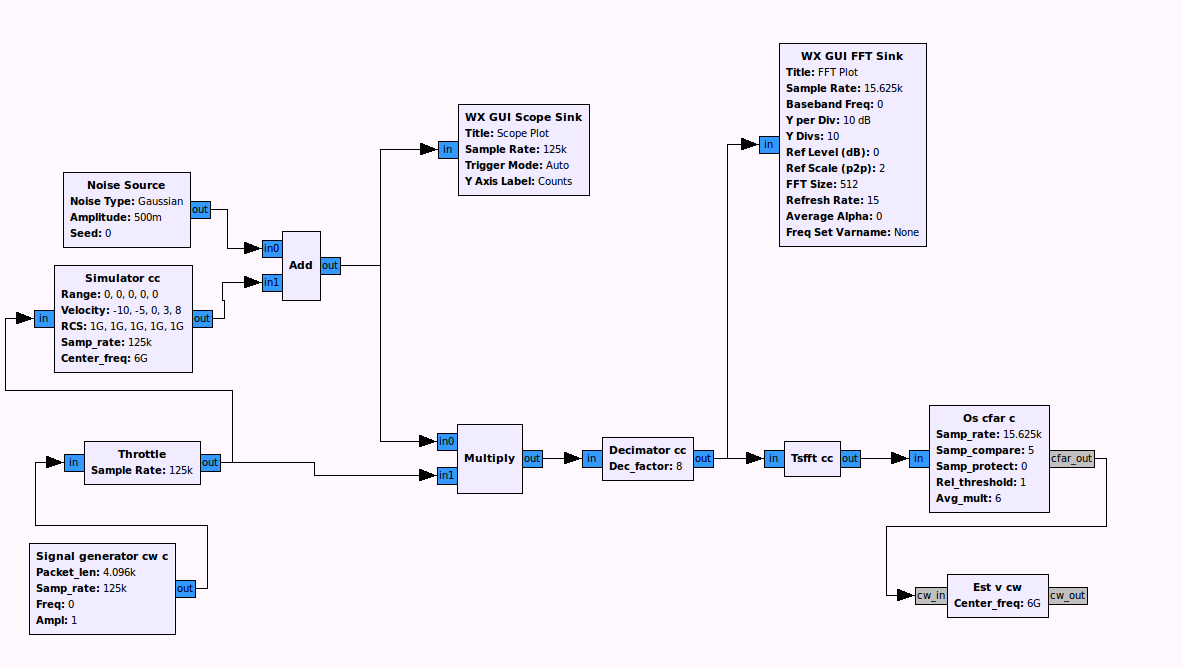 Noise Source
Noise Type: Gaussian
Amplitude: 500m
Seed: 0
out
Simulator cc
Range: 0, 0, 0, 0, 0
Velocity: -10, -5, 0, 3, 8
RCS: 1G, 1G, 1G, 1G, 1G
Samp_rate: 125k
Center_freq: 6G
in
out
Throttle
Sample Rate: 125k
in
out
Signal generator cw c
Packet_len: 4.096k
Samp_rate: 125k
Freq: 0
Ampl: 1
out
in0
in1
Add
out
in
WX GUI Scope Sink
Title: Scope Plot
Sample Rate: 125k
Trigger Mode: Auto
Y Axis Label: Counts
in0
in1
Multiply
out
in
Decimator cc
Dec_factor: 8
out
in
WX GUI FFT Sink
Title: FFT Plot
Sample Rate: 15.625k
Baseband Freq: 0
Y per Div: 10 dB
Y Divs: 10
Ref Level (dB): 0
Ref Scale (p2p): 2
FFT Size: 512
Refresh Rate: 15
Average Alpha: 0
Freq Set Varname: None
in
Tsfft cc
out
in
Os cfar c
Samp_rate: 15.625k
Samp_compare: 5
Samp_protect: 0
Rel_threshold: 1
Avg_mult: 6
cfar_out
cw_in
Est v cw
Center_freq: 6G
cw_out